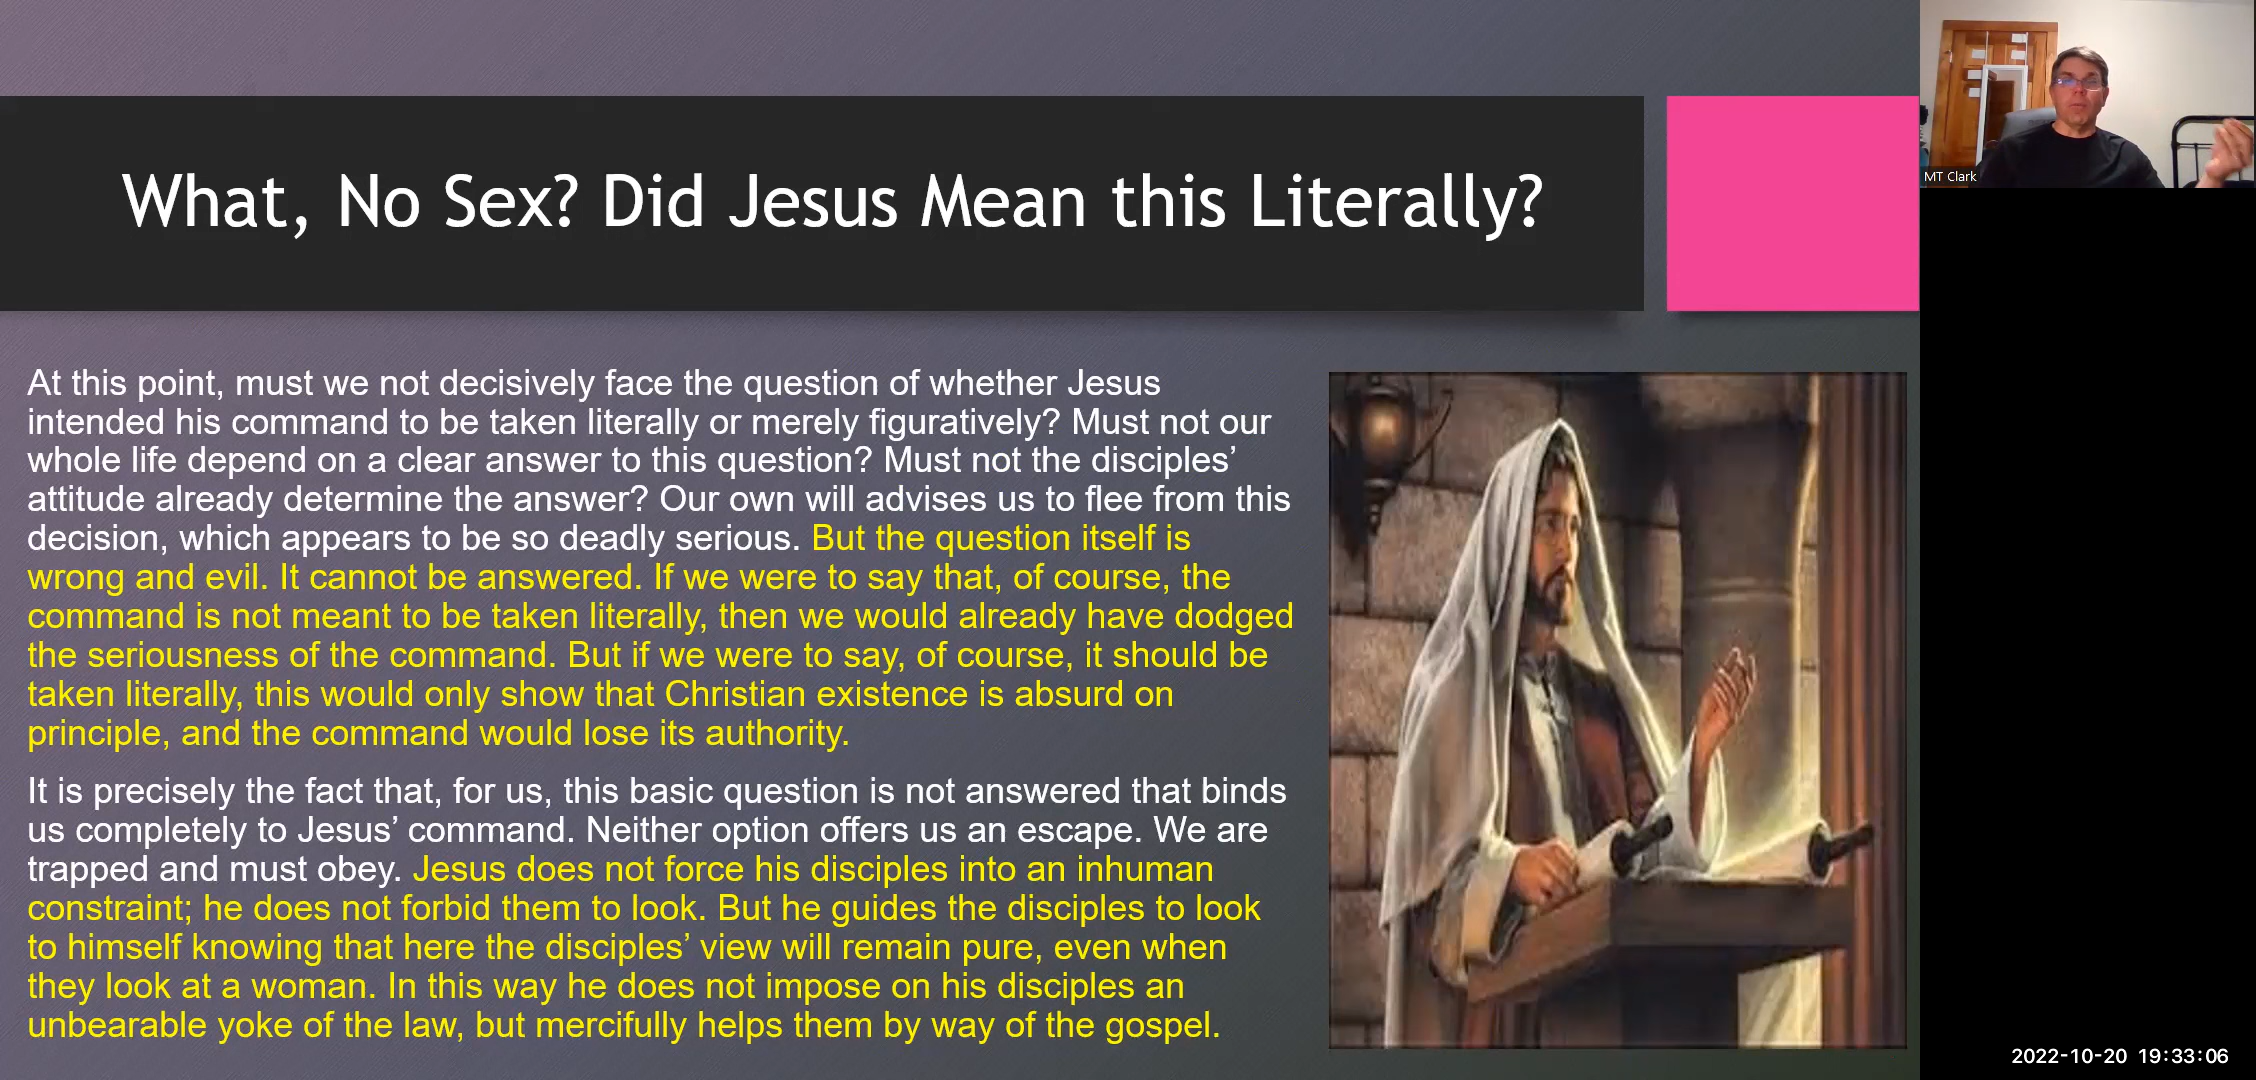 What, No Sex? Did Jesus Mean this Literally?
MT Clark
At this point, must we not decisively face the question of whether Jesus
intended his command to be taken literally or merely figuratively? Must not our
whole life depend on a clear answer to this question? Must not the disciples’
attitude already determine the answer? Our own will advises us to flee from this
decision, which appears to be so deadly serious. But the question itself is
wrong and evil. It cannot be answered. If we were to say that, of course, the
command is not meant to be taken literally, then we would already have dodged
the seriousness of the command. But if we were to say, of course, it should be
taken literally, this would only show that Christian existence is absurd on
principle, and the command would lose its authority.
It is precisely the fact that, for us, this basic question is not answered that binds
us completely to Jesus’ command. Neither option offers us an escape. We are
trapped and must obey. Jesus does not force his disciples into an inhuman
constraint; he does not forbid them to look. But he guides the disciples to look
to himself knowing that here the disciples’ view will remain pure, even when
they look at a woman. In this way he does not impose on his disciples an
unbearable yoke of the law, but mercifully helps them by way of the gospel.
2022-10-20 19:33:06